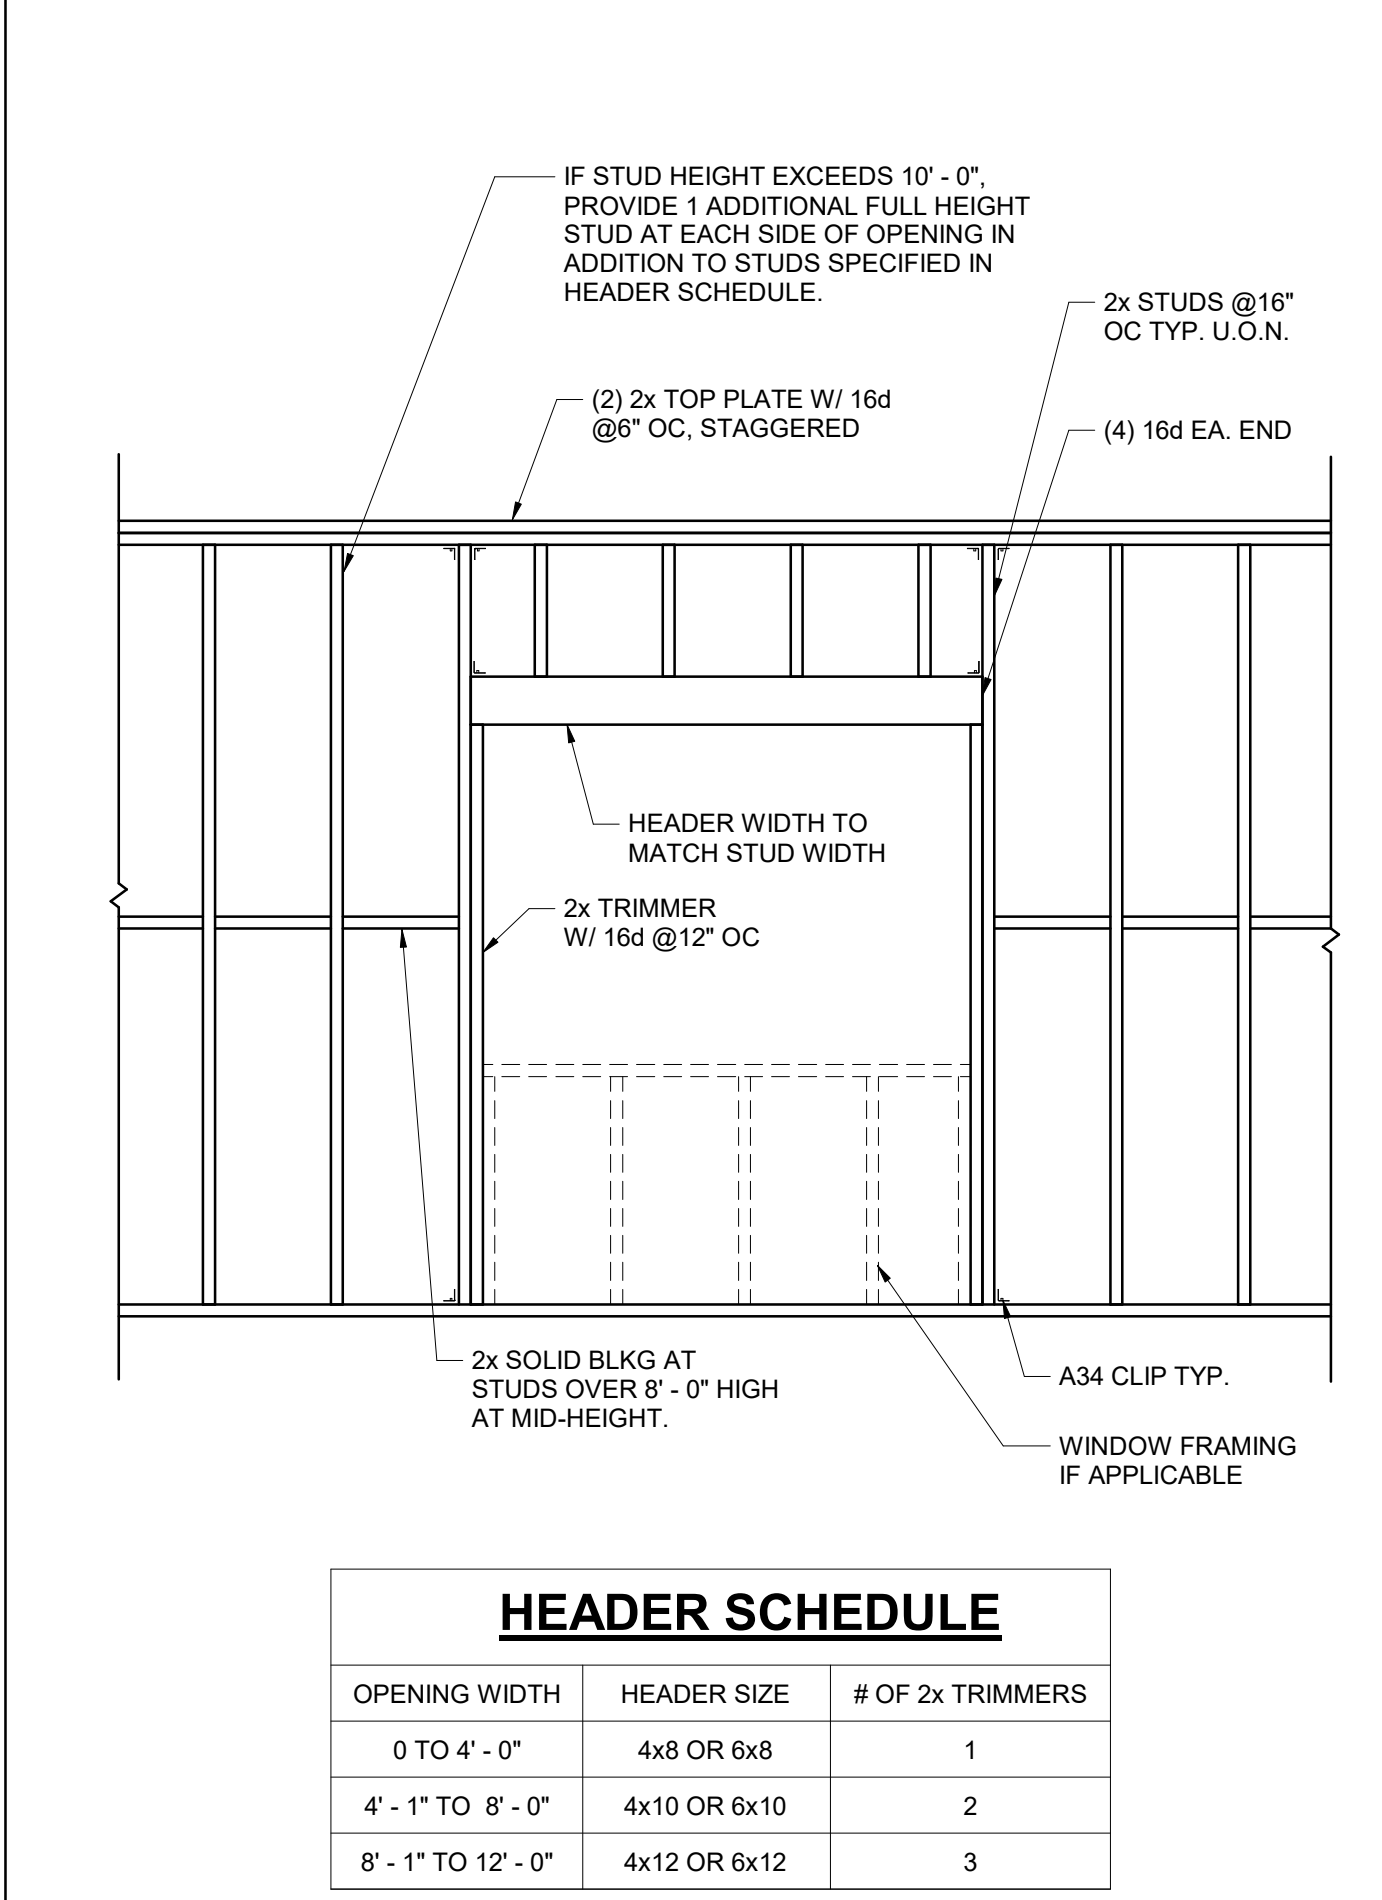 IF STUD HEIGHT EXCEEDS 10' - 0",
PROVIDE 1 ADDITIONAL FULL HEIGHT
STUD AT EACH SIDE OF OPENING IN
ADDITION TO STUDS SPECIFIED IN
HEADER SCHEDULE.
2x STUDS @16"
OC TYP. U.O.N.
(2) 2x TOP PLATE W/ 16d
@6" OC, STAGGERED
(4) 16d EA. END
HEADER WIDTH TO
MATCH STUD WIDTH
2x TRIMMER
W/ 16d @12" OC
2x SOLID BLKG AT
STUDS OVER 8' - 0" HIGH
AT MID-HEIGHT.
A34 CLIP TYP.
WINDOW FRAMING
IF APPLICABLE
HEADER SCHEDULE
OPENING WIDTH HEADER SIZE # OF 2x TRIMMERS
0 TO 4' - 0" 4x8 OR 6x8 1
4' - 1" TO 8' - 0" 4x10 OR 6x10 2
8' - 1" TO 12' - 0" 4x12 OR 6x12 3